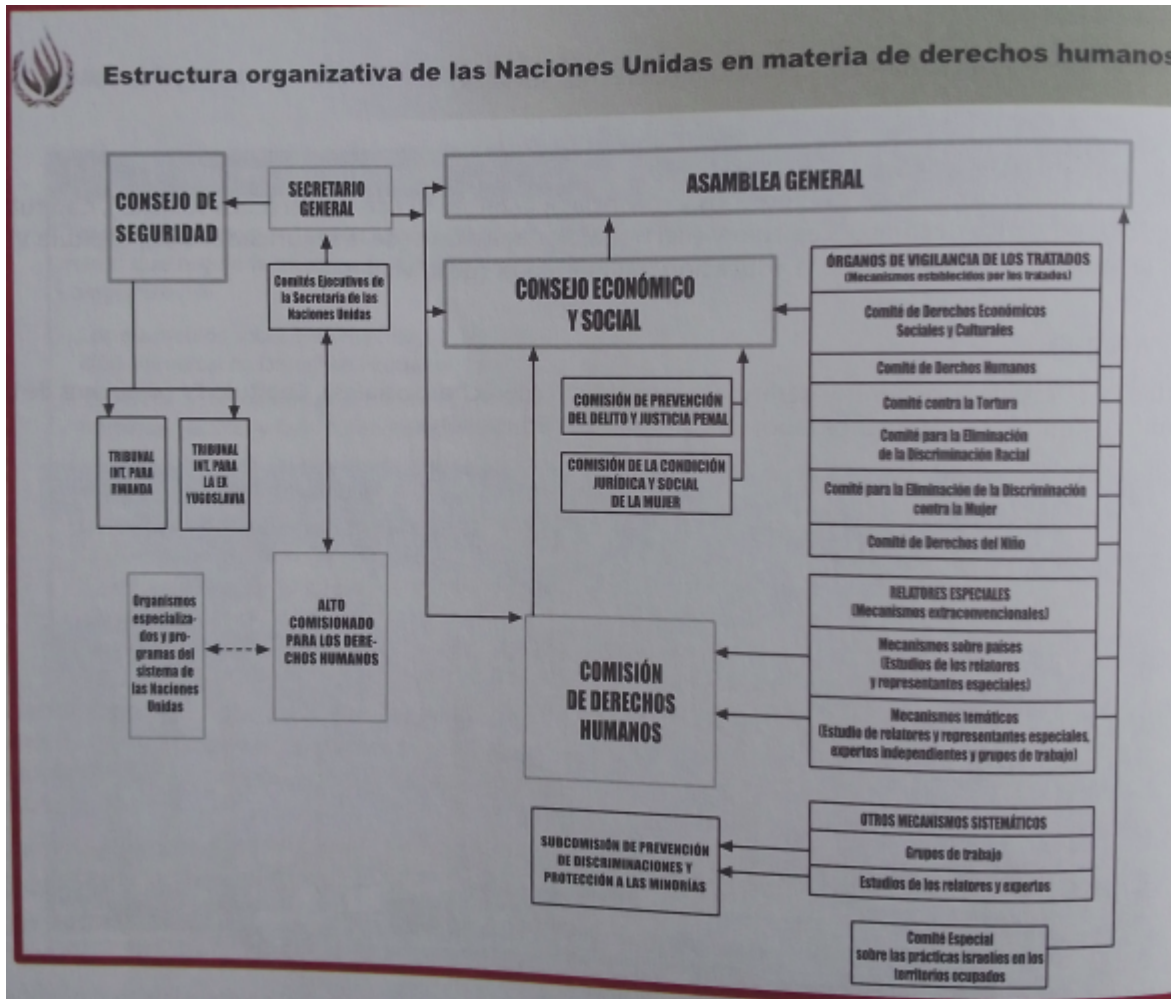 Estructura organizativa de las Naciones Unidas en materia de derechos humanos
CONSEJO DE
SEGURIDAD
SECRETARIO
GENERAL
ASAMBLEA GENERAL
Comités Ejecutivos de
la Secretaría de las
Naciones Unidas
CONSEJO ECONÓMICO
Y SOCIAL
ÓRGANOS DE VIGILANCIA DE LOS TRATADOS
(Mecanismos establecidos por los tratados)
Comité de Derechos Económicos
Sociales y Culturales
Comité de Derchos Humanos
Comité contra la Tortura
Comité para la Eliminación
de la Discriminación Racial
Comité para la Eliminación de la Discriminación
contra la Mujer
Comité de Derechos del Niño
COMISIÓN DE PREVENCIÓN
DEL DELITO Y JUSTICIA PENAL
COMISIÓN DE LA CONDICIÓN
JURÍDICA Y SOCIAL
DE LA MUJER
TRIBUNAL
INT. PARA
RWANDA
TRIBUNAL
INT. PARA
LA EX
YUGOSLAVIA
Organismos
especializa-
dos y pro-
gramas del
sistema de
las Naciones
Unidas
ALTO
COMISIONADO
PARA LOS DERE-
CHOS HUMANOS
COMISIÓN
DE DERECHOS
HUMANOS
RELATORES ESPECIALES
(Mecanismos extraconvencionales)
Mecanismos sobre países
(Estudios de los relatores
y representantes especiales)
Mecanismos temáticos
(Estudio de relatores y representantes especiales,
expertos independientes y grupos de trabajo)
SUBCOMISIÓN DE PREVENCIÓN
DE DISCRIMINACIONES Y
PROTECCIÓN A LAS MINORÍAS
OTROS MECANISMOS SISTEMÁTICOS
Grupos de trabajo
Estudios de los relatores y expertos
Comité Especial
sobre las prácticas israelíes en los
territorios ocupados